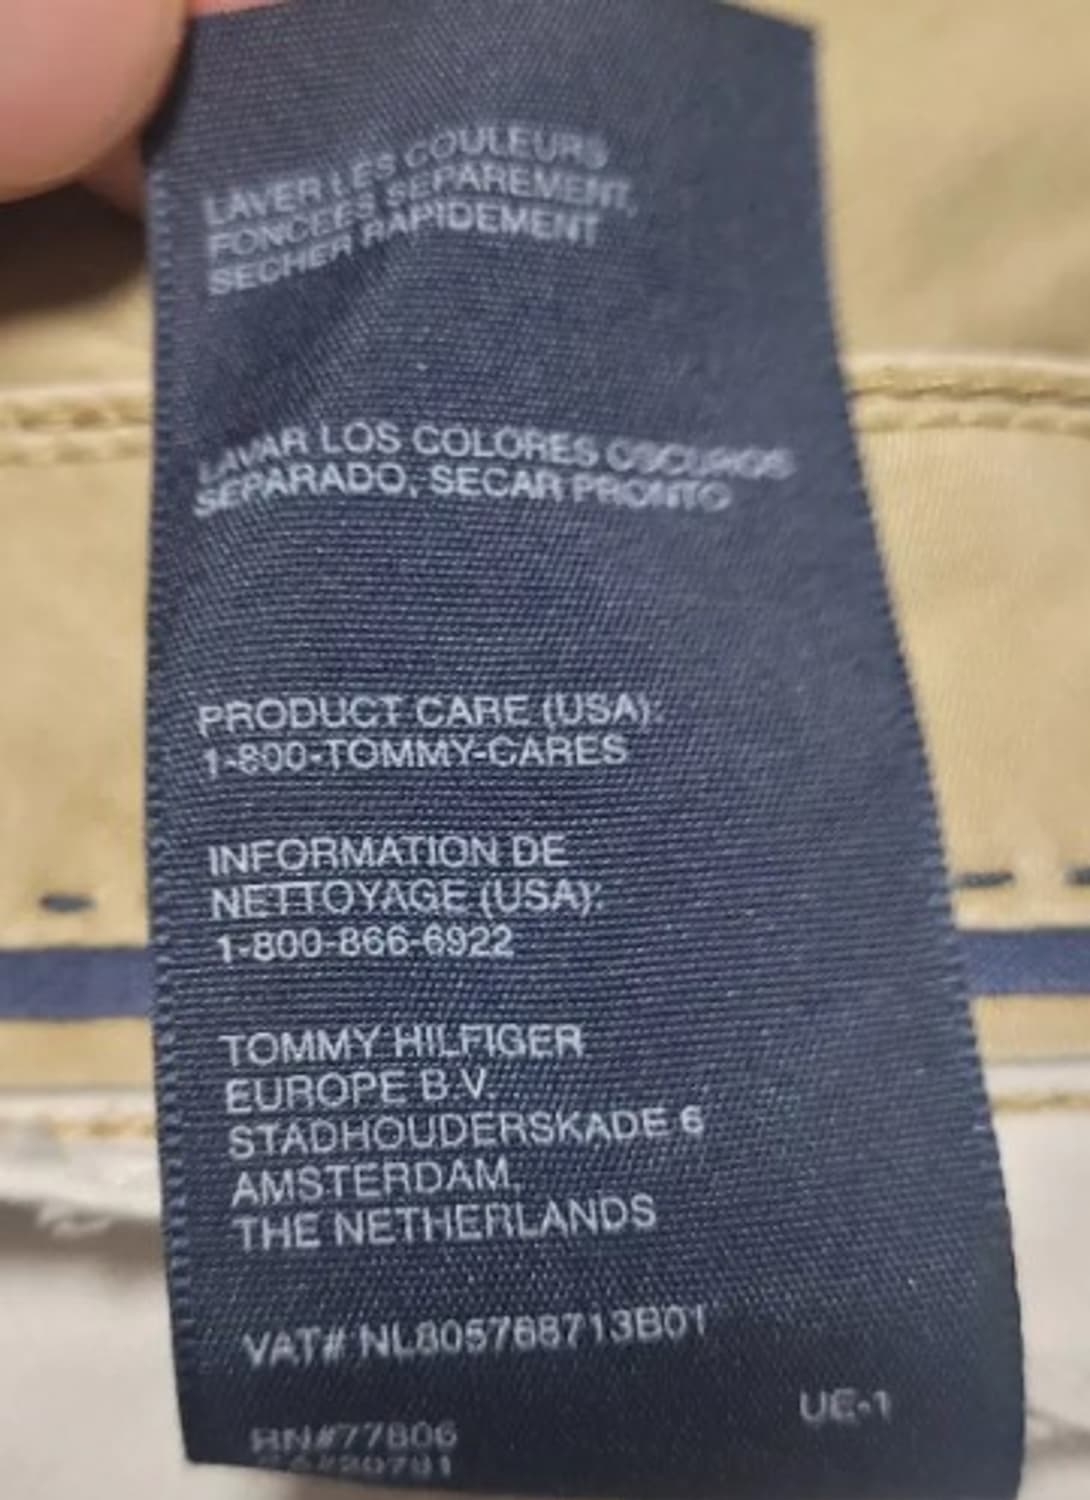 LAVER LES COULEURS
FONCEES SEPAREMENT,
SECHER RAPIDEMENT
LAVAR LOS COLORES OSCUROS
SEPARADO, SECAR PRONTO
PRODUCT CARE (USA):
1-800-TOMMY-CARES
INFORMATION DE
NETTOYAGE (USA):
1-800-866-6922
TOMMY HILFIGER
EUROPE B.V.
STADHOUDERSKADE 6
AMSTERDAM,
THE NETHERLANDS
VAT# NL805788713B01
UE-1
RN#77806